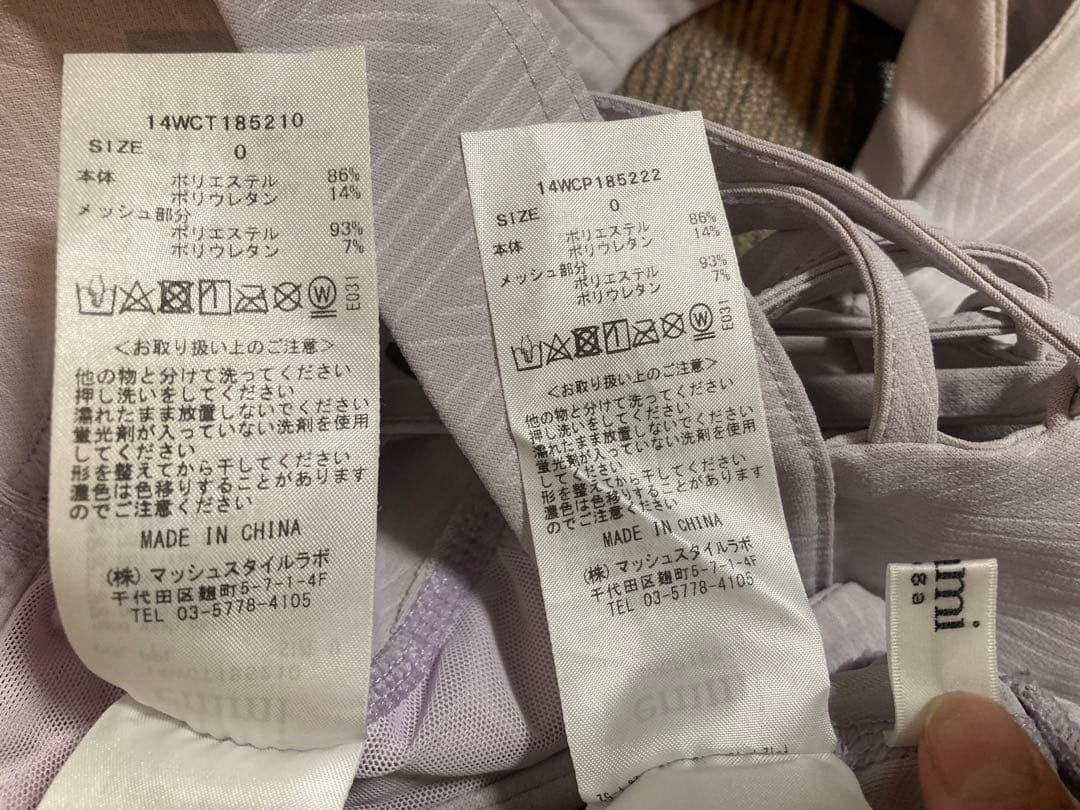 14WCT185210
SIZE 0
本体 ポリエステル 86%
ポリウレタン 14%
メッシュ部分
ポリエステル 93%
ポリウレタン 7%
W E031
＜お取り扱い上のご注意＞
他の物と分けて洗ってください
押し洗いをしてください
濡れたまま放置しないでください
蛍光剤が入っていない洗剤を使用
してください
形を整えてから干してください
濃色は色移りすることがあります
のでご注意ください
MADE IN CHINA
(株) マッシュスタイルラボ
千代田区麹町5-7-1-4F
TEL 03-5778-4105
14WCP185222
SIZE 0
本体 ポリエステル 86%
ポリウレタン 14%
メッシュ部分
ポリエステル 93%
ポリウレタン 7%
W E031
＜お取り扱い上のご注意＞
他の物と分けて洗ってください
押し洗いをしてください
濡れたまま放置しないでください
蛍光剤が入っていない洗剤を使用
してください
形を整えてから干してください
濃色は色移りすることがあります
のでご注意ください
MADE IN CHINA
(株) マッシュスタイルラボ
千代田区麹町5-7-1-4F
TEL 03-5778-4105